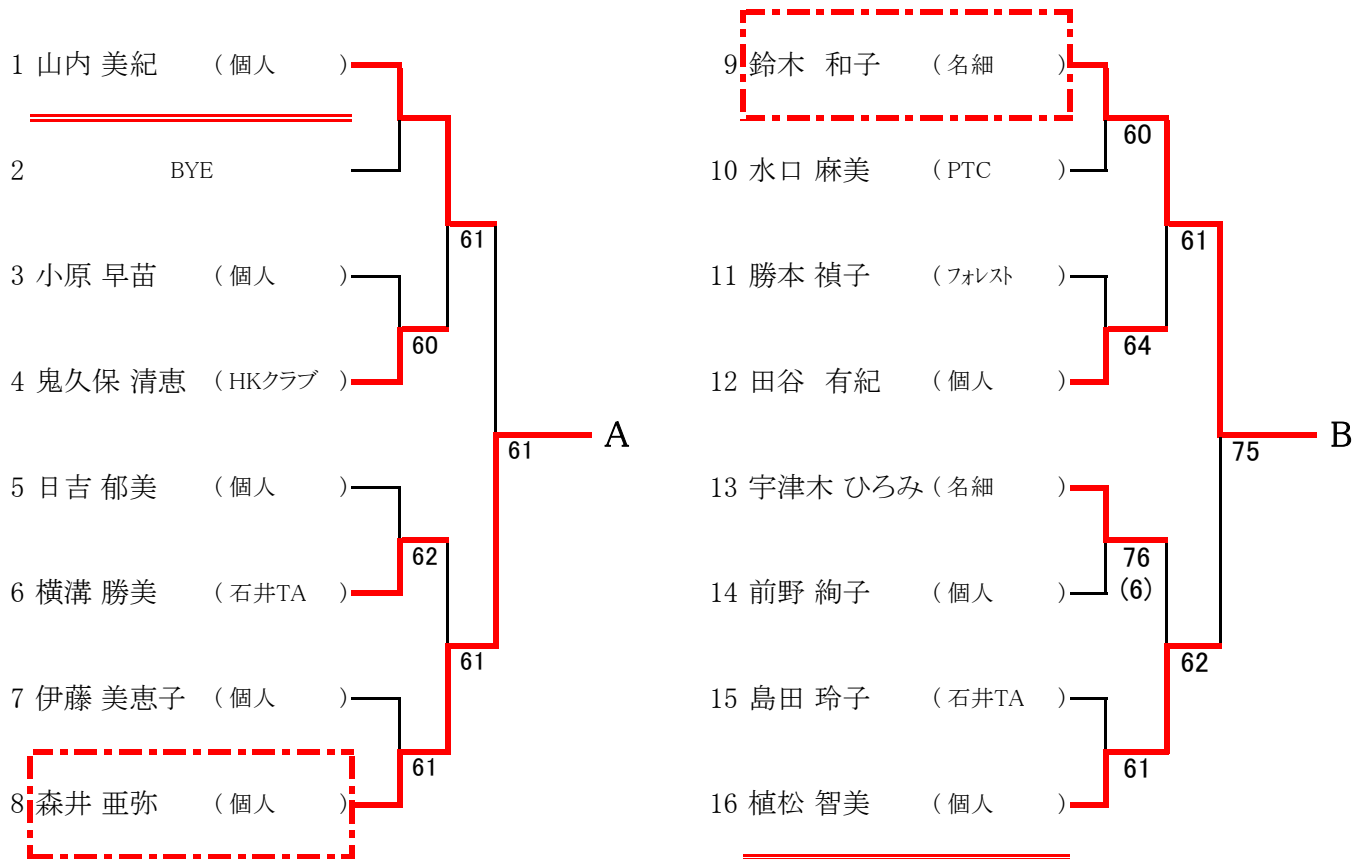 1 山内 美紀 (個人)
2 BYE
61
3 小原 早苗 (個人)
60
4 鬼久保 清恵 (HKクラブ)
61 A
5 日吉 郁美 (個人)
62
6 横溝 勝美 (石井TA)
61
7 伊藤 美恵子 (個人)
61
8 森井 亜弥 (個人)
9 鈴木 和子 (名細)
60
10 水口 麻美 (PTC)
61
11 勝本 禎子 (フォレスト)
64
12 田谷 有紀 (個人)
75 B
13 宇津木 ひろみ (名細)
76
(6)
14 前野 絢子 (個人)
62
15 島田 玲子 (石井TA)
61
16 植松 智美 (個人)